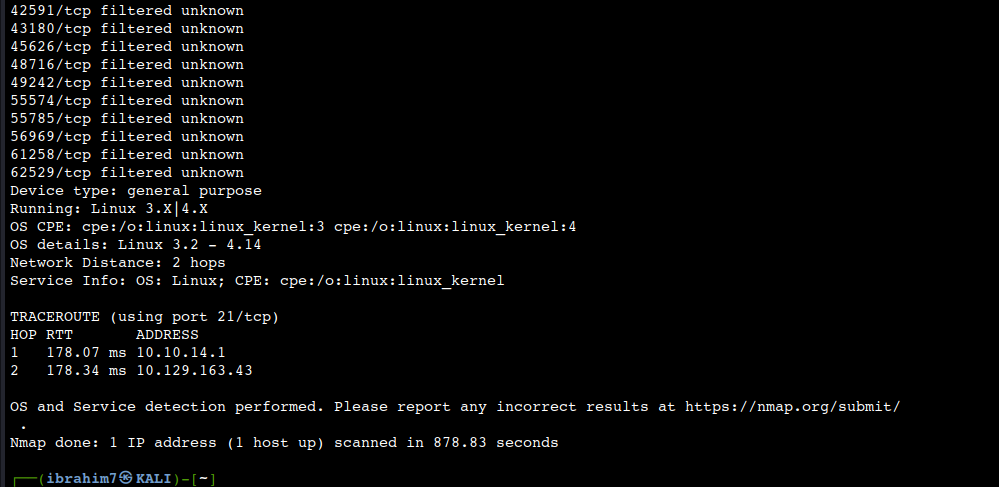 42591/tcp filtered unknown
43180/tcp filtered unknown
45626/tcp filtered unknown
48716/tcp filtered unknown
49242/tcp filtered unknown
55574/tcp filtered unknown
55785/tcp filtered unknown
56969/tcp filtered unknown
61258/tcp filtered unknown
62529/tcp filtered unknown
Device type: general purpose
Running: Linux 3.X|4.X
OS CPE: cpe:/o:linux:linux_kernel:3 cpe:/o:linux:linux_kernel:4
OS details: Linux 3.2 - 4.14
Network Distance: 2 hops
Service Info: OS: Linux; CPE: cpe:/o:linux:linux_kernel
TRACEROUTE (using port 21/tcp)
HOP RTT       ADDRESS
1   178.07 ms 10.10.14.1
2   178.34 ms 10.129.163.43
OS and Service detection performed. Please report any incorrect results at https://nmap.org/submit/
 .
Nmap done: 1 IP address (1 host up) scanned in 878.83 seconds
┌──(ibrahim7㉿KALI)-[~]